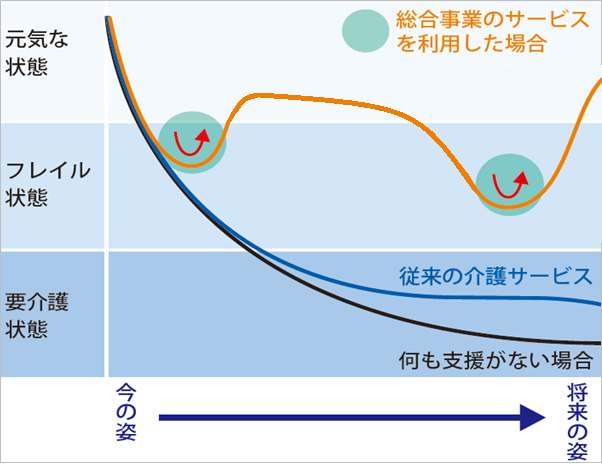 元気な
状態
総合事業のサービス
を利用した場合
フレイル
状態
要介護
状態
従来の介護サービス
何も支援がない場合
今の姿
将来の姿